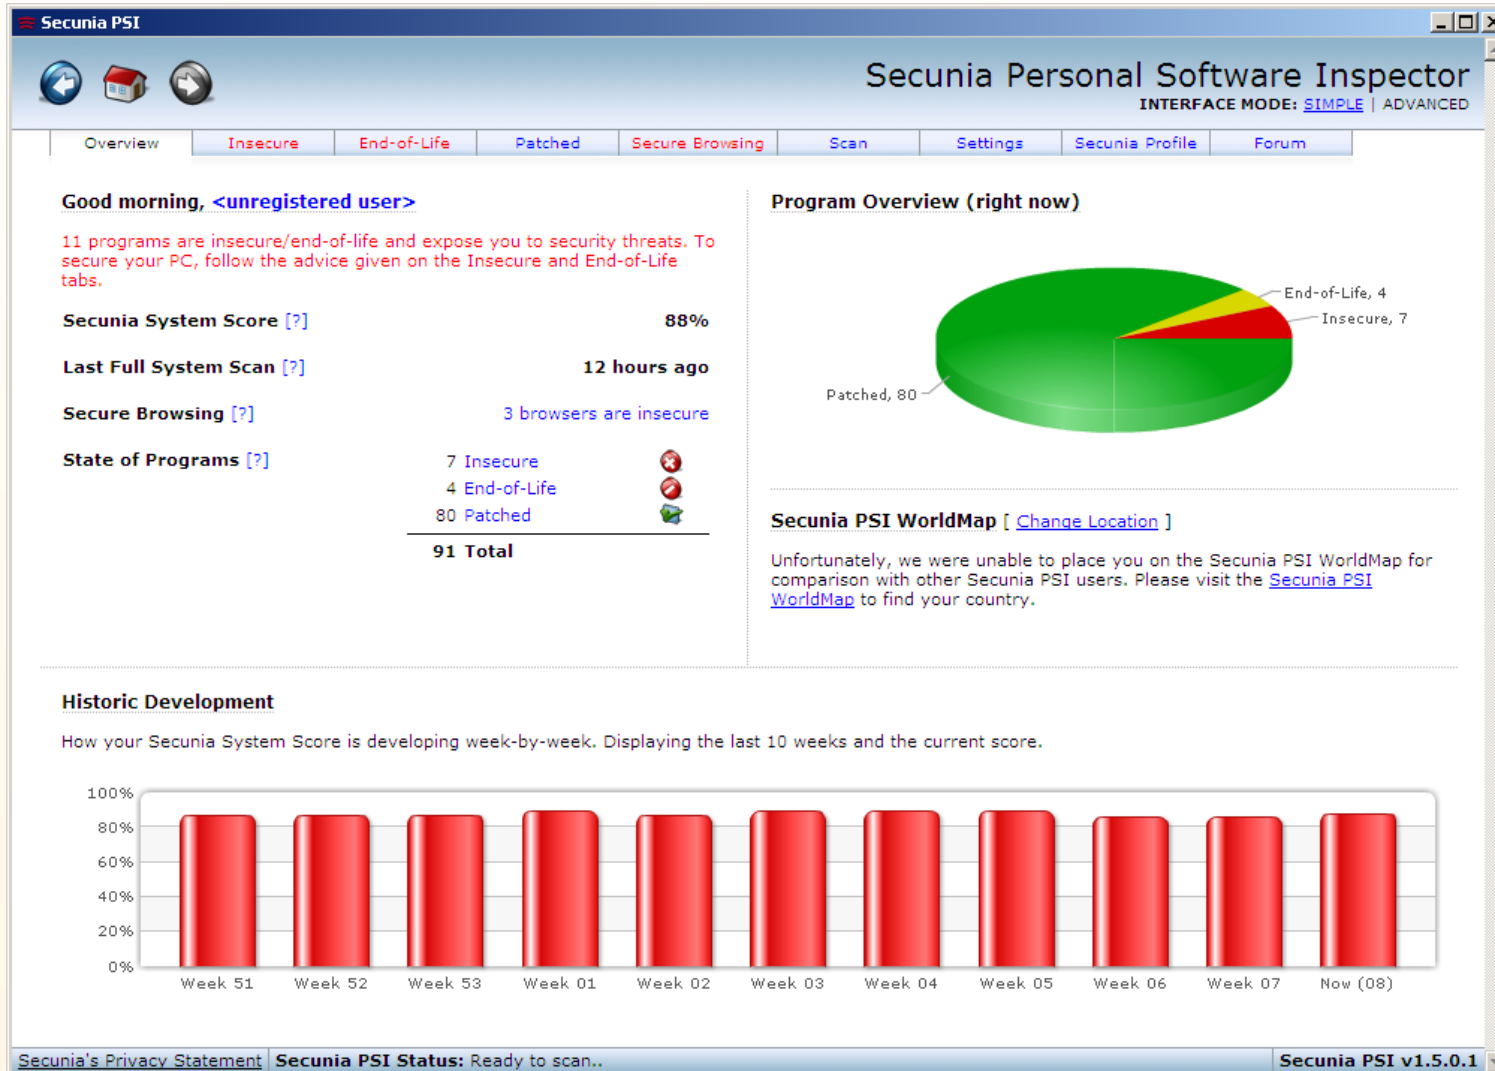 Secunia PSI
Secunia Personal Software Inspector
INTERFACE MODE: SIMPLE | ADVANCED
Overview Insecure End-of-Life Patched Secure Browsing Scan Settings Secunia Profile Forum
Good morning, <unregistered user>
11 programs are insecure/end-of-life and expose you to security threats. To
secure your PC, follow the advice given on the Insecure and End-of-Life
tabs.
Secunia System Score [?] 88%
Last Full System Scan [?] 12 hours ago
Secure Browsing [?] 3 browsers are insecure
State of Programs [?] 7 Insecure
4 End-of-Life
80 Patched
91 Total
Program Overview (right now)
End-of-Life, 4
Insecure, 7
Patched, 80
Secunia PSI WorldMap [ Change Location ]
Unfortunately, we were unable to place you on the Secunia PSI WorldMap for
comparison with other Secunia PSI users. Please visit the Secunia PSI
WorldMap to find your country.
Historic Development
How your Secunia System Score is developing week-by-week. Displaying the last 10 weeks and the current score.
100%
80%
60%
40%
20%
0%
Week 51 Week 52 Week 53 Week 01 Week 02 Week 03 Week 04 Week 05 Week 06 Week 07 Now (08)
Secunia's Privacy Statement Secunia PSI Status: Ready to scan.. Secunia PSI v1.5.0.1